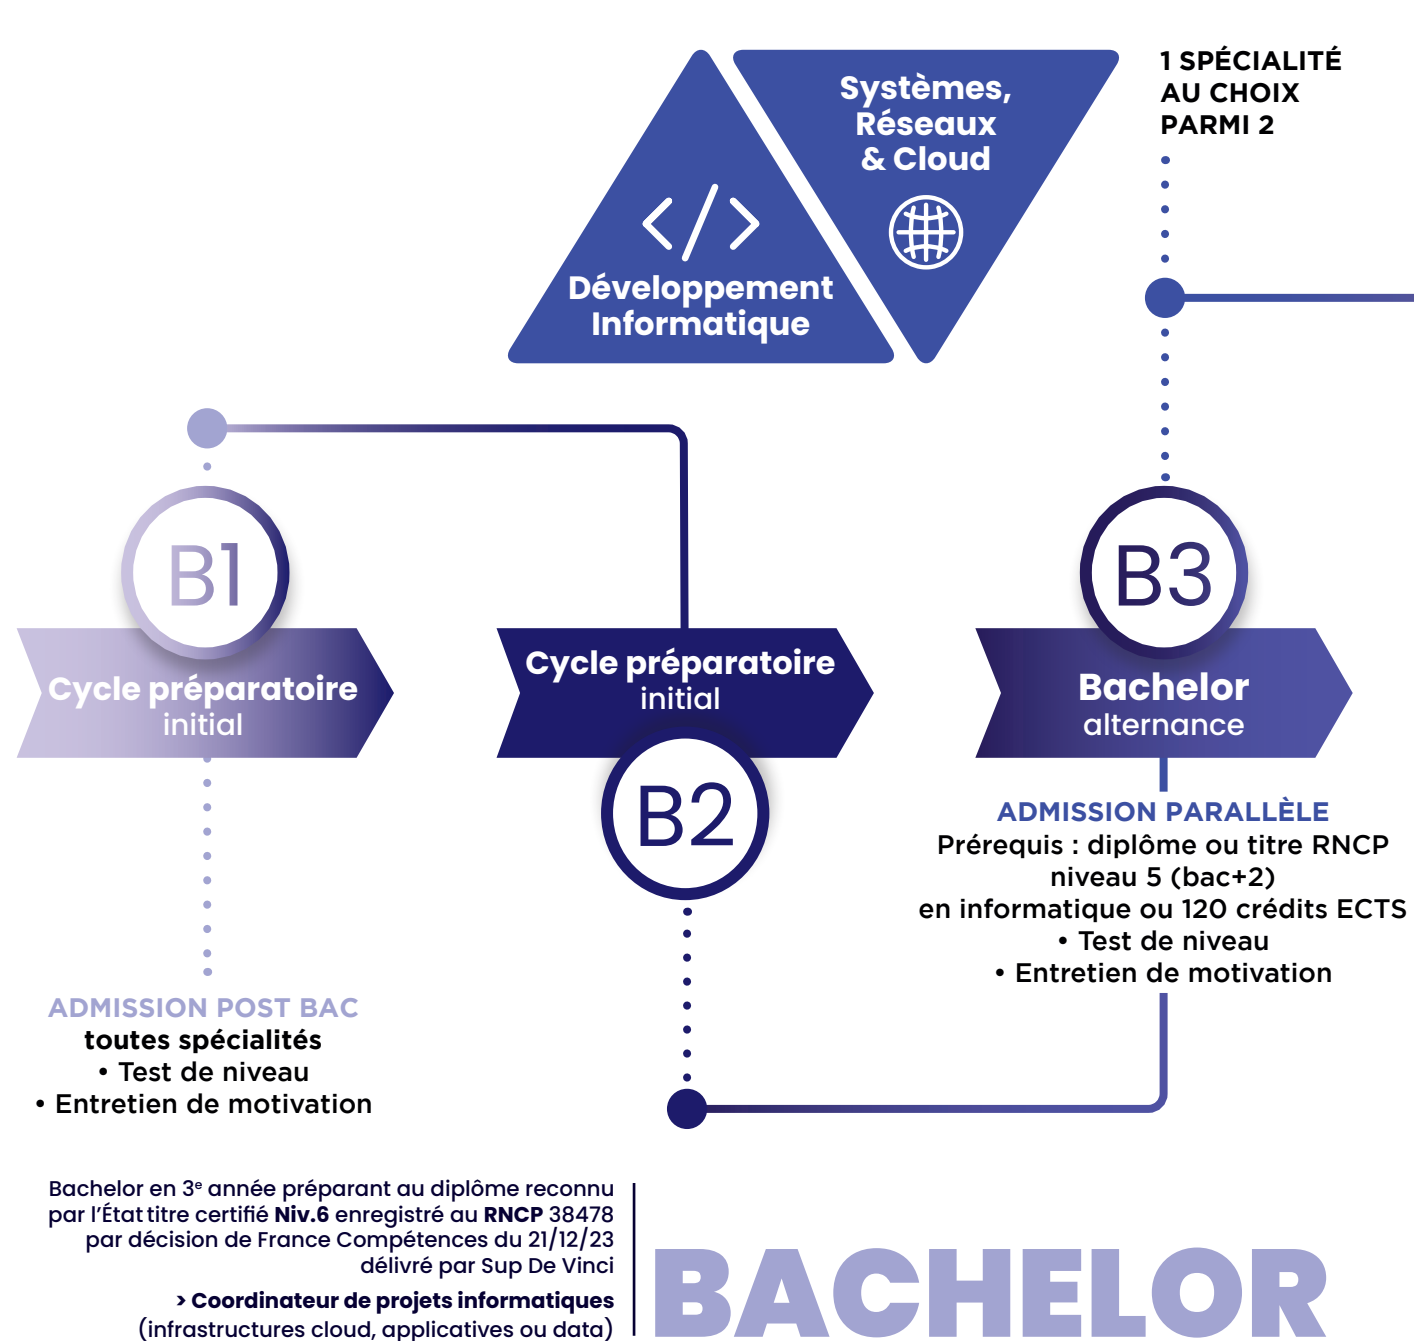 Systèmes,
Réseaux
& Cloud
</>
Développement
Informatique
1 SPÉCIALITÉ
AU CHOIX
PARMI 2
B1
Cycle préparatoire
initial
ADMISSION POST BAC
toutes spécialités
• Test de niveau
• Entretien de motivation
Cycle préparatoire
initial
B2
B3
Bachelor
alternance
ADMISSION PARALLÈLE
Prérequis : diplôme ou titre RNCP
niveau 5 (bac+2)
en informatique ou 120 crédits ECTS
• Test de niveau
• Entretien de motivation
Bachelor en 3e année préparant au diplôme reconnu
par l'État titre certifié Niv.6 enregistré au RNCP 38478
par décision de France Compétences du 21/12/23
délivré par Sup De Vinci
> Coordinateur de projets informatiques
(infrastructures cloud, applicatives ou data)
BACHELOR